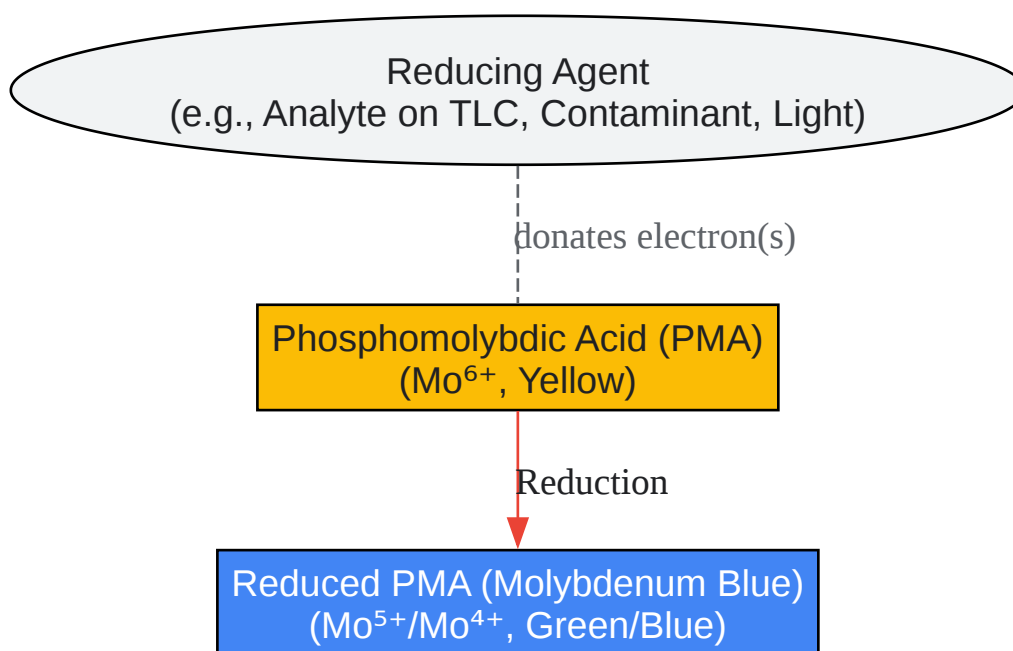 Reducing Agent
(e.g., Analyte on TLC, Contaminant, Light)
donates electron(s)
Phosphomolybdic Acid (PMA)
(Mo⁶⁺, Yellow)
Reduction
Reduced PMA (Molybdenum Blue)
(Mo⁵⁺/Mo⁴⁺, Green/Blue)